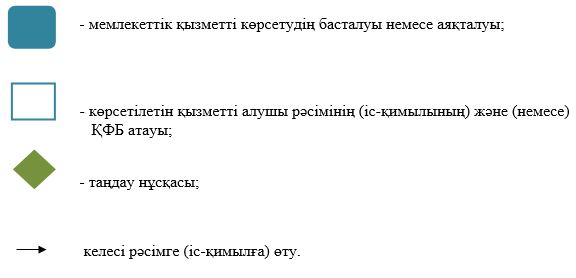 - мемлекеттік қызметті көрсетудің басталуы немесе аяқталуы;
- көрсетілетін қызметті алушы рәсімінің (іс-қимылының) және (немесе)
ҚФБ атауы;
- таңдау нұсқасы;
келесі рәсімге (іс-қимылға) өту.